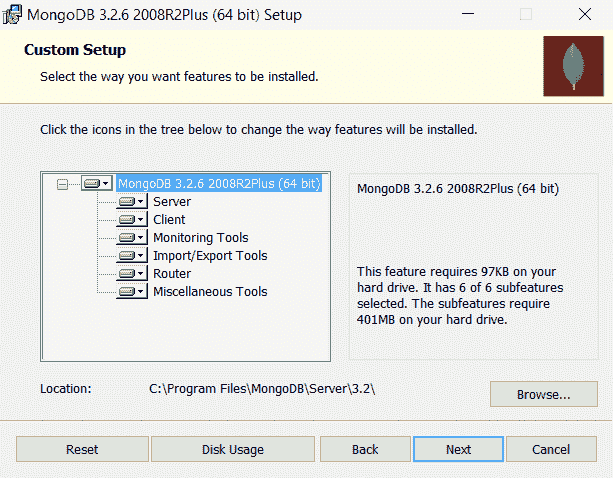 MongoDB 3.2.6 2008R2Plus (64 bit) Setup
Custom Setup
Select the way you want features to be installed.
Click the icons in the tree below to change the way features will be installed.
MongoDB 3.2.6 2008R2Plus (64 bit)
Server
Client
Monitoring Tools
Import/Export Tools
Router
Miscellaneous Tools
MongoDB 3.2.6 2008R2Plus (64 bit)
This feature requires 97KB on your
hard drive. It has 6 of 6 subfeatures
selected. The subfeatures require
401MB on your hard drive.
Location: C:\Program Files\MongoDB\Server\3.2\
Browse...
Reset Disk Usage Back Next Cancel